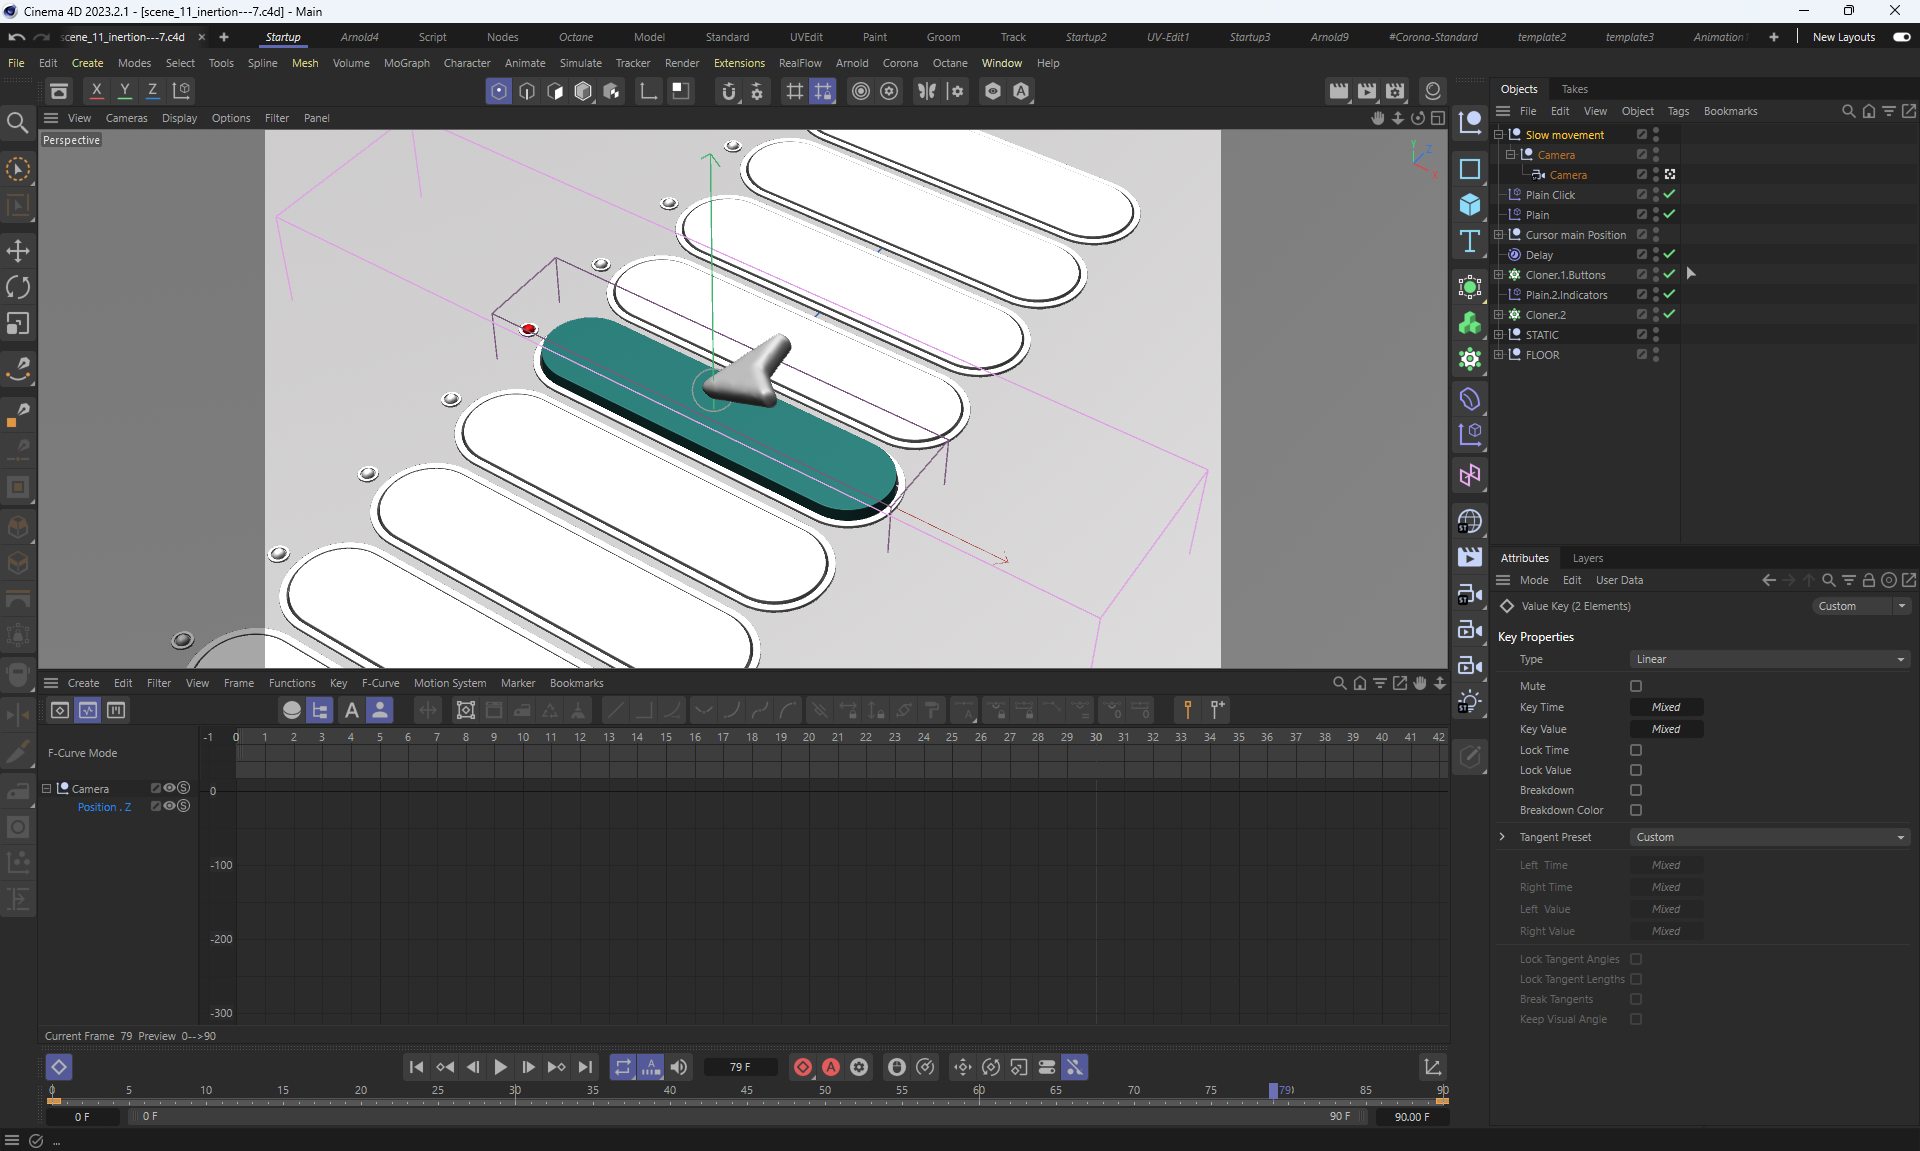 Cinema 4D 2023.2.1 - [scene_11_inertion---7.c4d] - Main
scene_11_inertion---7.c4d
Startup Arnold4 Script Nodes Octane Model Standard UVEdit Paint Groom Track Startup2 UV-Edit1 Startup3 Arnold9 #Corona-Standard template2 template3 Animation New Layouts
File Edit Create Modes Select Tools Spline Mesh Volume MoGraph Character Animate Simulate Tracker Render Extensions RealFlow Arnold Corona Octane Window Help
X Y Z
Objects Takes
View Cameras Display Options Filter Panel
File Edit View Object Tags Bookmarks
Perspective
Slow movement
Camera
Camera
Plain Click
Plain
Cursor main Position
Delay
Cloner.1.Buttons
Plain.2.Indicators
Cloner.2
STATIC
FLOOR
Attributes Layers
Mode Edit User Data
Value Key (2 Elements) Custom
Key Properties
Type Linear
Mute
Key Time Mixed
Key Value Mixed
Lock Time
Lock Value
Breakdown
Breakdown Color
Tangent Preset Custom
Left Time Mixed
Right Time Mixed
Left Value Mixed
Right Value Mixed
Lock Tangent Angles
Lock Tangent Lengths
Break Tangents
Keep Visual Angle
Create Edit Filter View Frame Functions Key F-Curve Motion System Marker Bookmarks
-1 0 1 2 3 4 5 6 7 8 9 10 11 12 13 14 15 16 17 18 19 20 21 22 23 24 25 26 27 28 29 30 31 32 33 34 35 36 37 38 39 40 41 42
F-Curve Mode
Camera
Position . Z
0
-100
-200
-300
Current Frame 79 Preview 0-->90
79 F
0 5 10 15 20 25 30 35 40 45 50 55 60 65 70 75 79 85 90
0 F 0 F 90 F 90.00 F
...